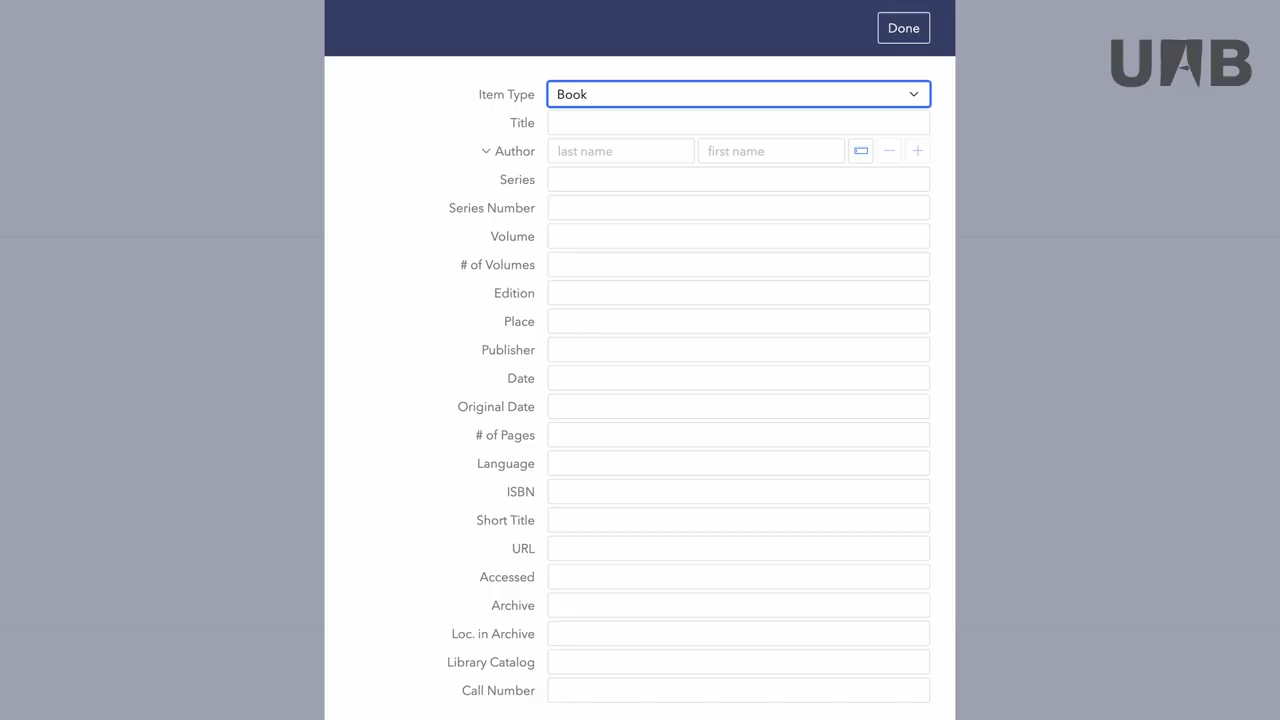 Done
UAB
Item Type Book
Title
Author last name first name
Series
Series Number
Volume
# of Volumes
Edition
Place
Publisher
Date
Original Date
# of Pages
Language
ISBN
Short Title
URL
Accessed
Archive
Loc. in Archive
Library Catalog
Call Number